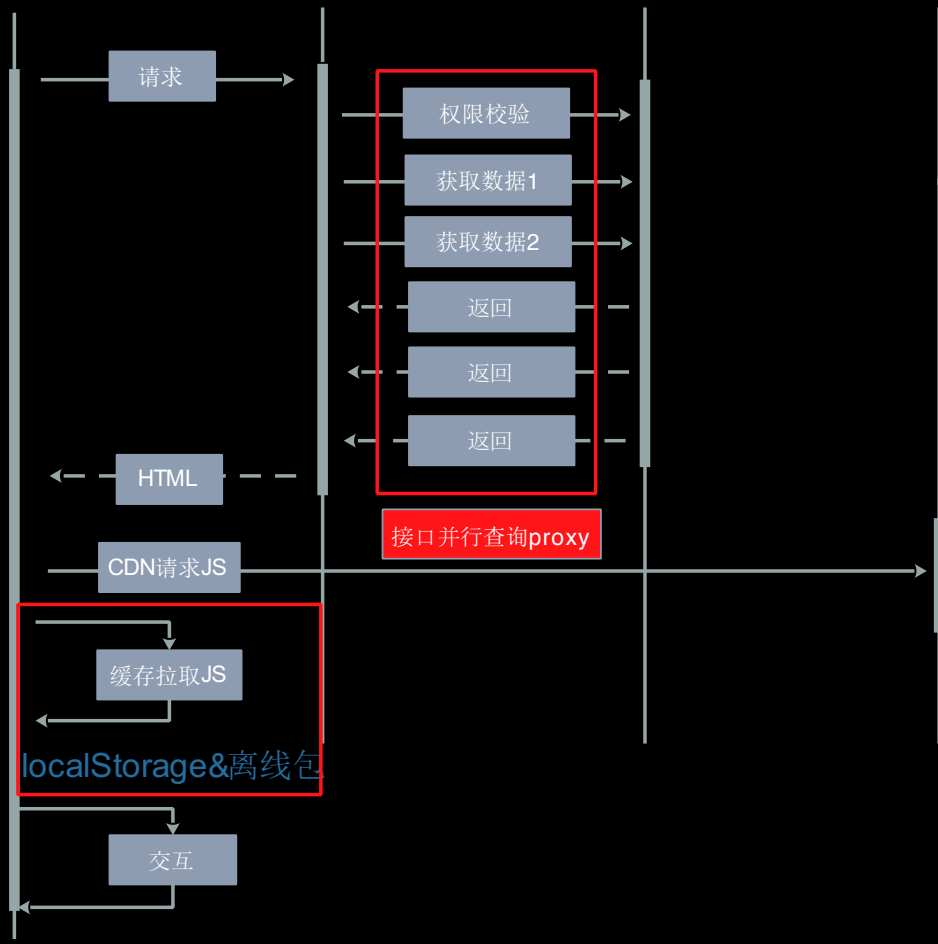 请求
权限校验
获取数据1
获取数据2
返回
返回
返回
HTML
接口并行查询proxy
CDN请求JS
缓存拉取JS
localStorage&离线包
交互